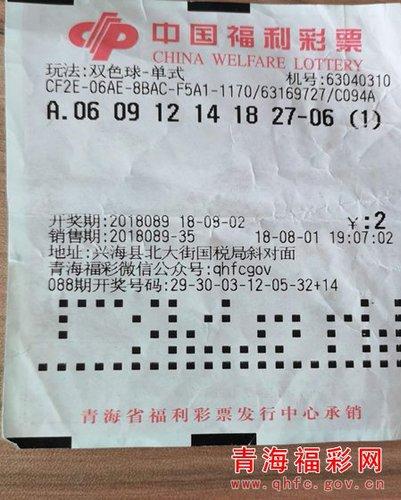 中国福利彩票
CHINA WELFARE LOTTERY
玩法:双色球-单式 机号:63040310
CF2E-06AE-8BAC-F5A1-1170/63169727/C094A
A.06 09 12 14 18 27-06 (1)
开奖期:2018089 18-08-02 ￥:2
销售期:2018089-35 18-08-01 19:07:02
地址:兴海县北大街国税局斜对面
青海福彩微信公众号:qhfcgov
088期开奖号码:29-30-03-12-05-32+14
青海省福利彩票发行中心承销
青海福彩网
www.qhfc.gov.cn